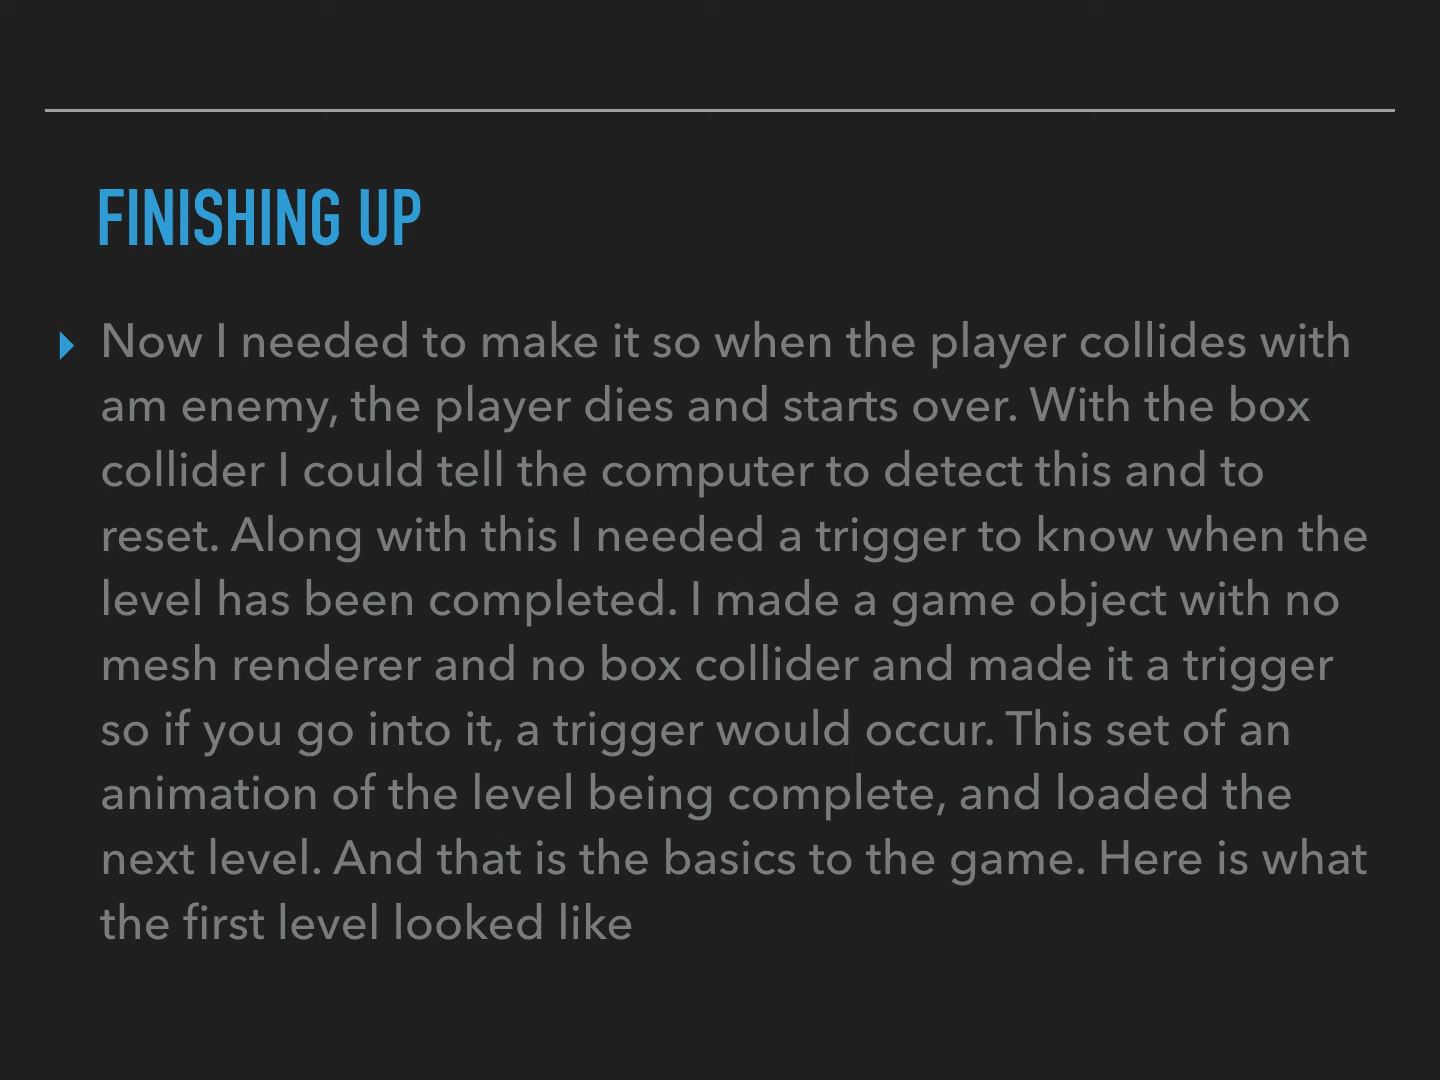 FINISHING UP
Now I needed to make it so when the player collides with
am enemy, the player dies and starts over. With the box
collider I could tell the computer to detect this and to
reset. Along with this I needed a trigger to know when the
level has been completed. I made a game object with no
mesh renderer and no box collider and made it a trigger
so if you go into it, a trigger would occur. This set of an
animation of the level being complete, and loaded the
next level. And that is the basics to the game. Here is what
the first level looked like